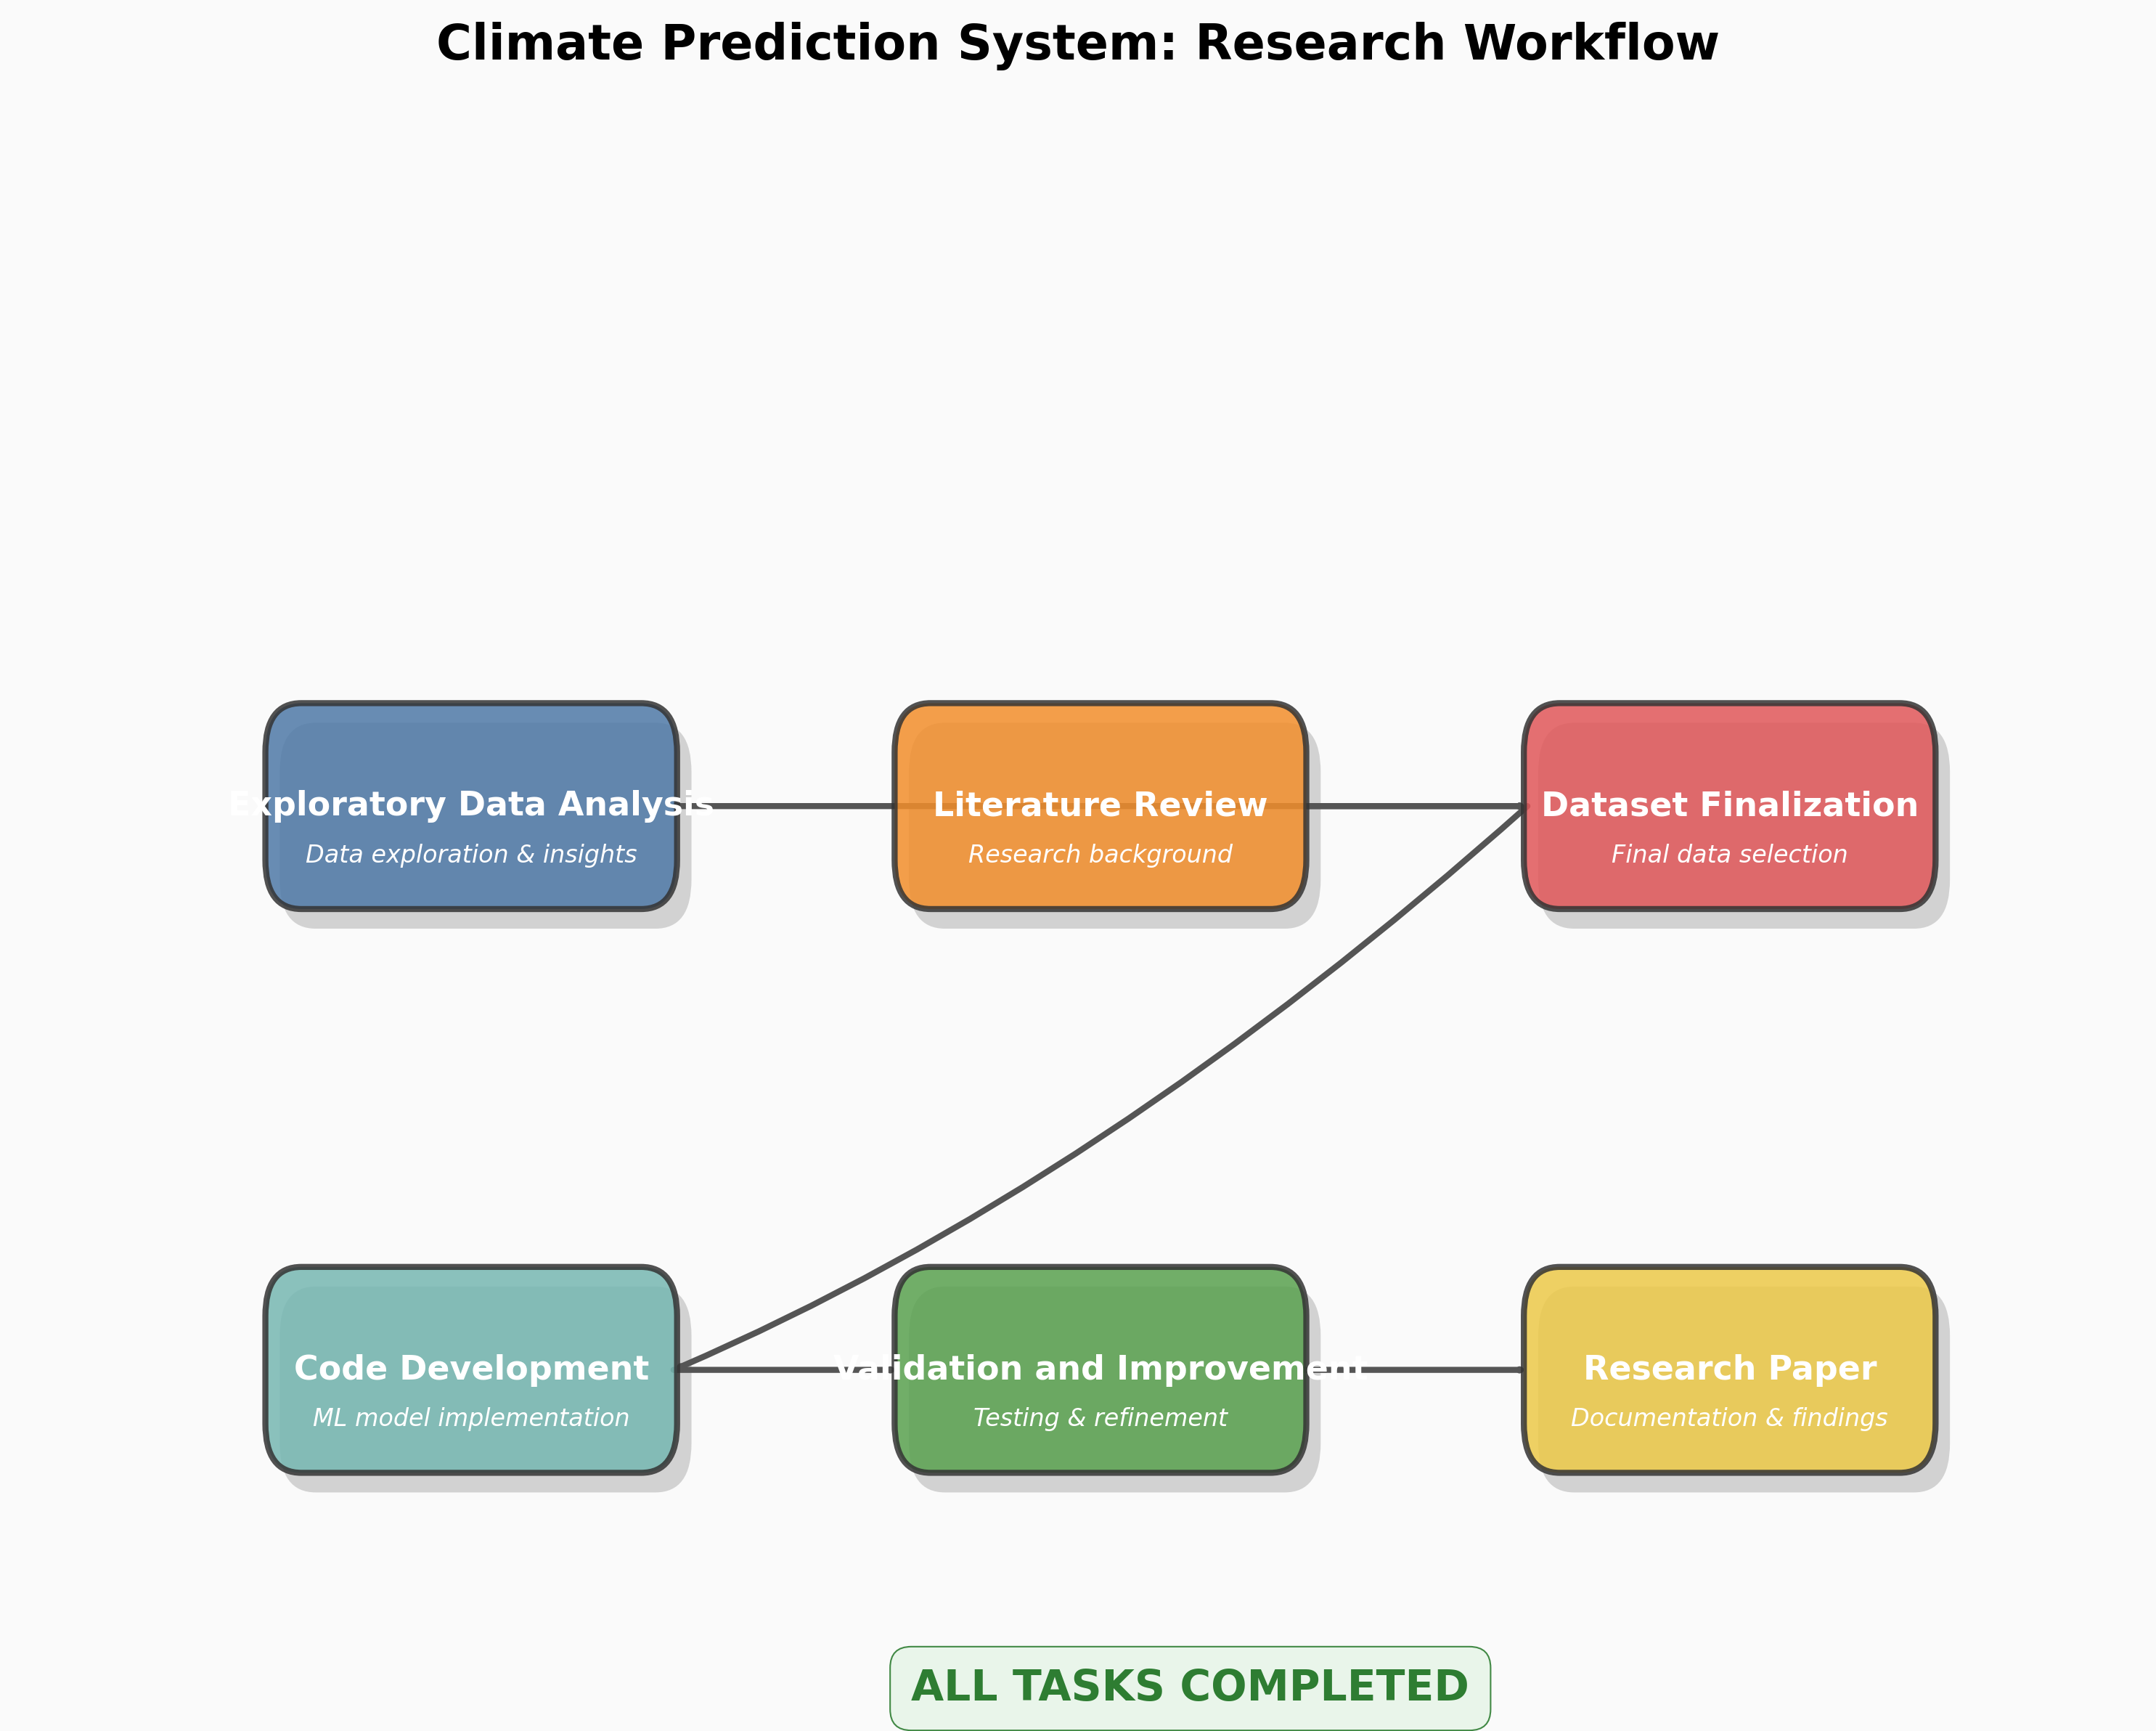 Climate Prediction System: Research Workflow
Exploratory Data Analysis
Data exploration & insights
Literature Review
Research background
Dataset Finalization
Final data selection
Code Development
ML model implementation
Validation and Improvement
Testing & refinement
Research Paper
Documentation & findings
ALL TASKS COMPLETED